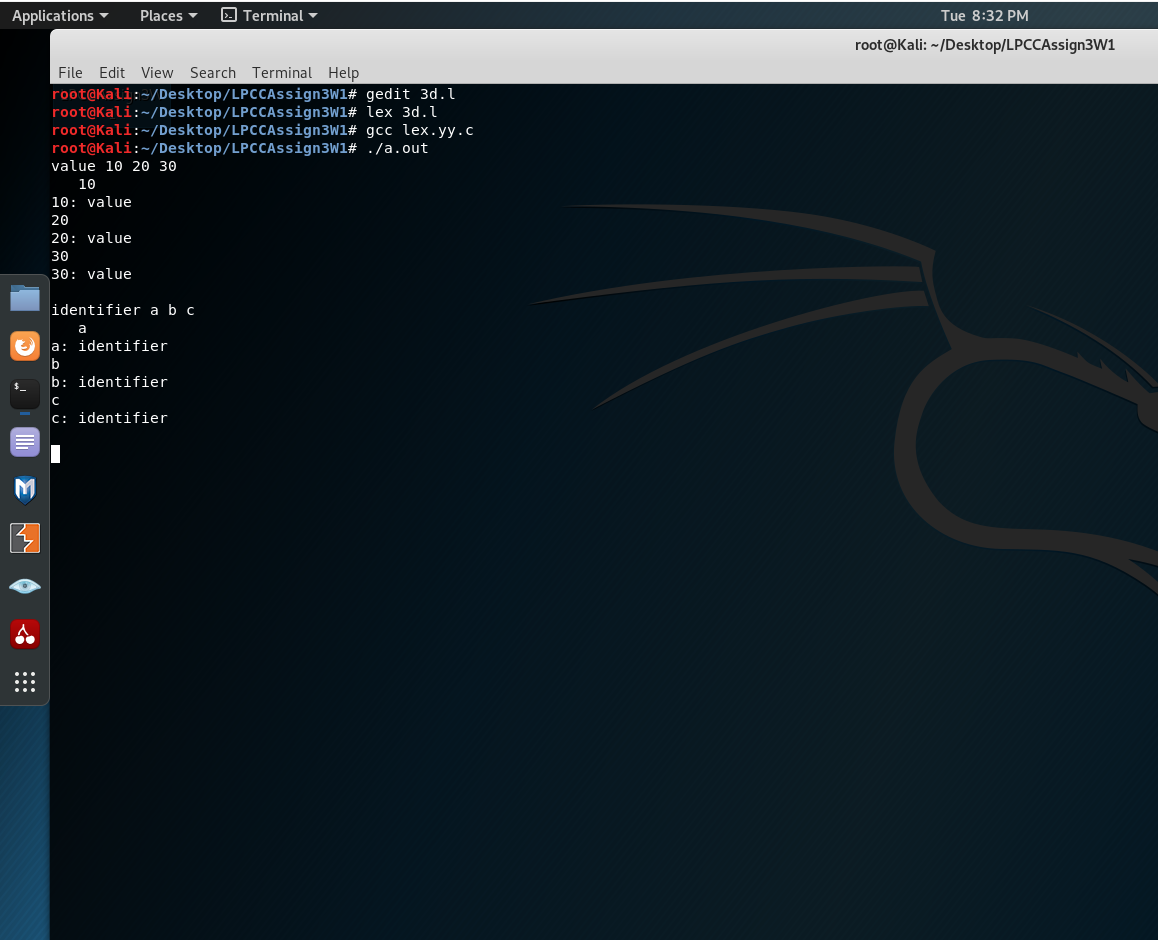 Applications Places Terminal Tue 8:32 PM
root@Kali: ~/Desktop/LPCCAssign3W1
File Edit View Search Terminal Help
root@Kali:~/Desktop/LPCCAssign3W1# gedit 3d.l
root@Kali:~/Desktop/LPCCAssign3W1# lex 3d.l
root@Kali:~/Desktop/LPCCAssign3W1# gcc lex.yy.c
root@Kali:~/Desktop/LPCCAssign3W1# ./a.out
value 10 20 30
   10
10: value
20
20: value
30
30: value
identifier a b c
   a
a: identifier
b
b: identifier
c
c: identifier